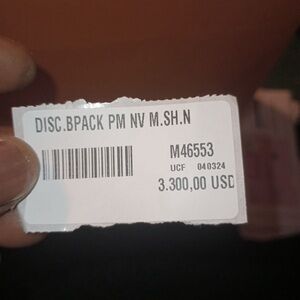 DISC.BPACK PM NV M.SH.N
M46553
UCF 040324
3.300,00 USD